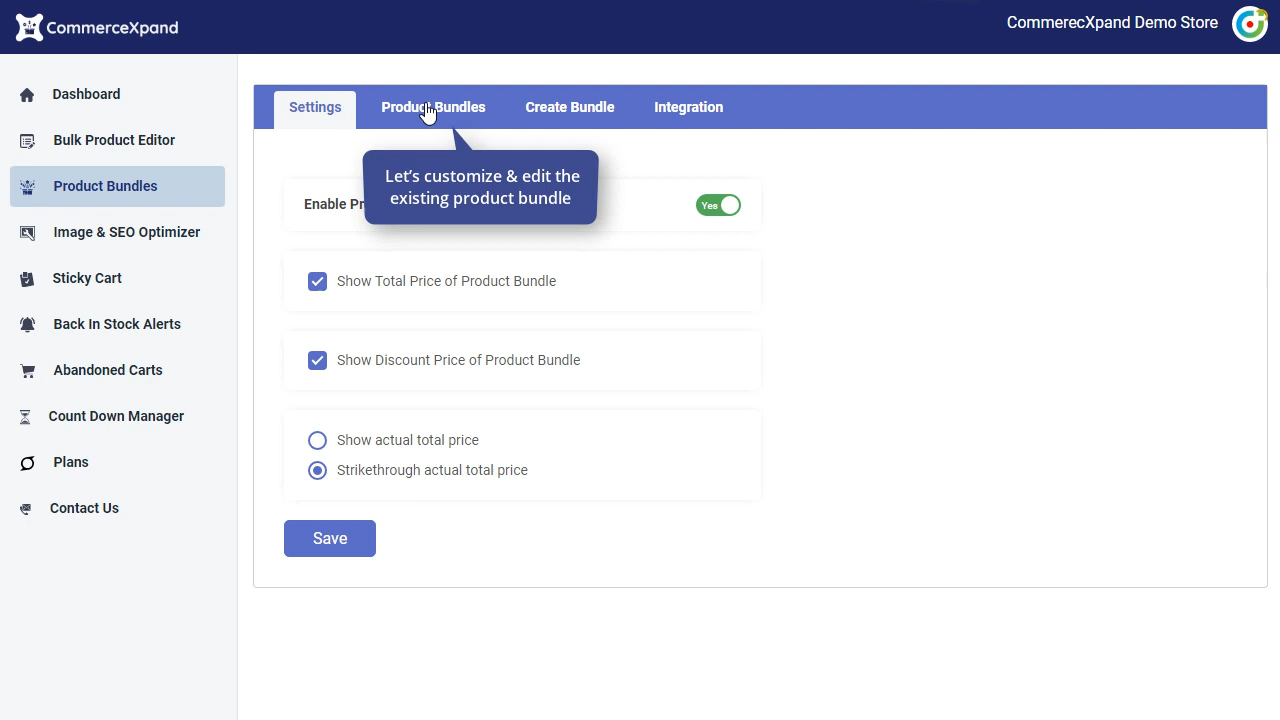 CommerceXpand
CommerecXpand Demo Store
Dashboard
Bulk Product Editor
Product Bundles
Image & SEO Optimizer
Sticky Cart
Back In Stock Alerts
Abandoned Carts
Count Down Manager
Plans
Contact Us
Settings
Product Bundles
Create Bundle
Integration
Let's customize & edit the
existing product bundle
Enable
Yes
Show Total Price of Product Bundle
Show Discount Price of Product Bundle
Show actual total price
Strikethrough actual total price
Save